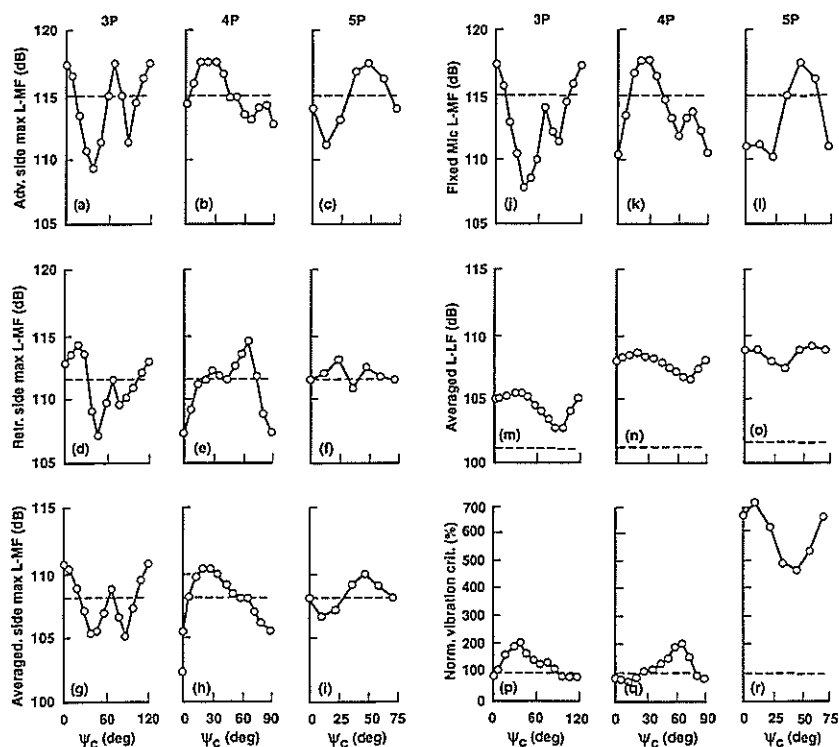 3P 4P 5P 3P 4P 5P
Adv. side max L-MF (dB)
120
115
110
105
(a) (b) (c)
Fixed Mic L-MF (dB)
120
115
110
105
(j) (k) (l)
Retr. side max L-MF (dB)
120
115
110
105
(d) (e) (f)
Averaged L-LF (dB)
115
110
105
100
(m) (n) (o)
Averaged. side max L-MF (dB)
115
110
105
100
(g) (h) (i)
Norm. vibration crit. (%)
700
600
500
400
300
200
100
0
(p) (q) (r)
0 60 120 0 30 60 90 0 25 50 75
0 60 120 0 30 60 90 0 25 50 75
Ψc (deg) Ψc (deg) Ψc (deg) Ψc (deg) Ψc (deg) Ψc (deg)